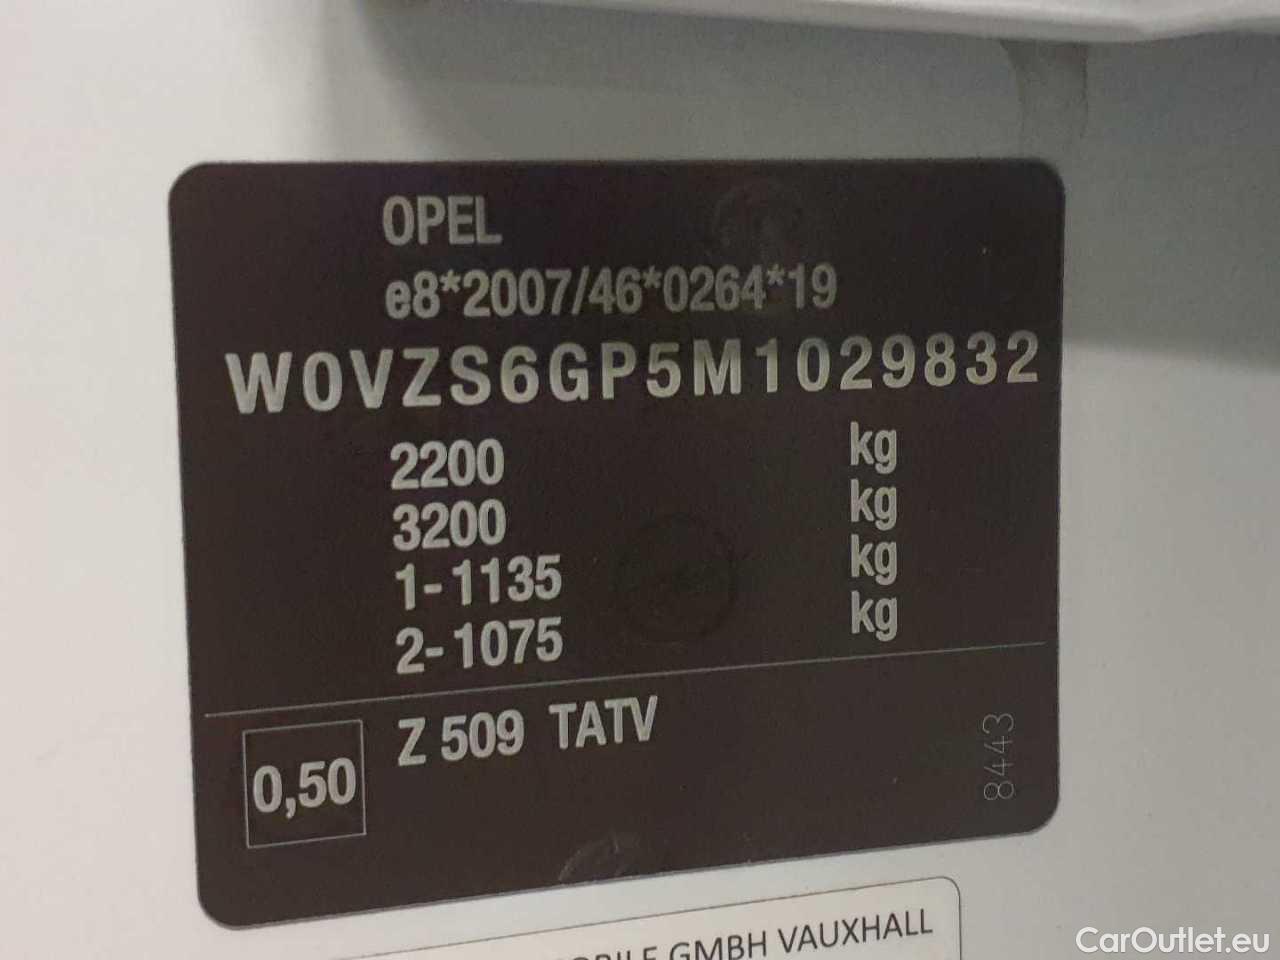 OPEL
e8*2007/46*0264*19
W0VZS6GP5M1029832
2200 kg
3200 kg
1-1135 kg
2-1075 kg
0,50
Z 509 TATV
8443
GMBH VAUXHALL
CarOutlet.eu